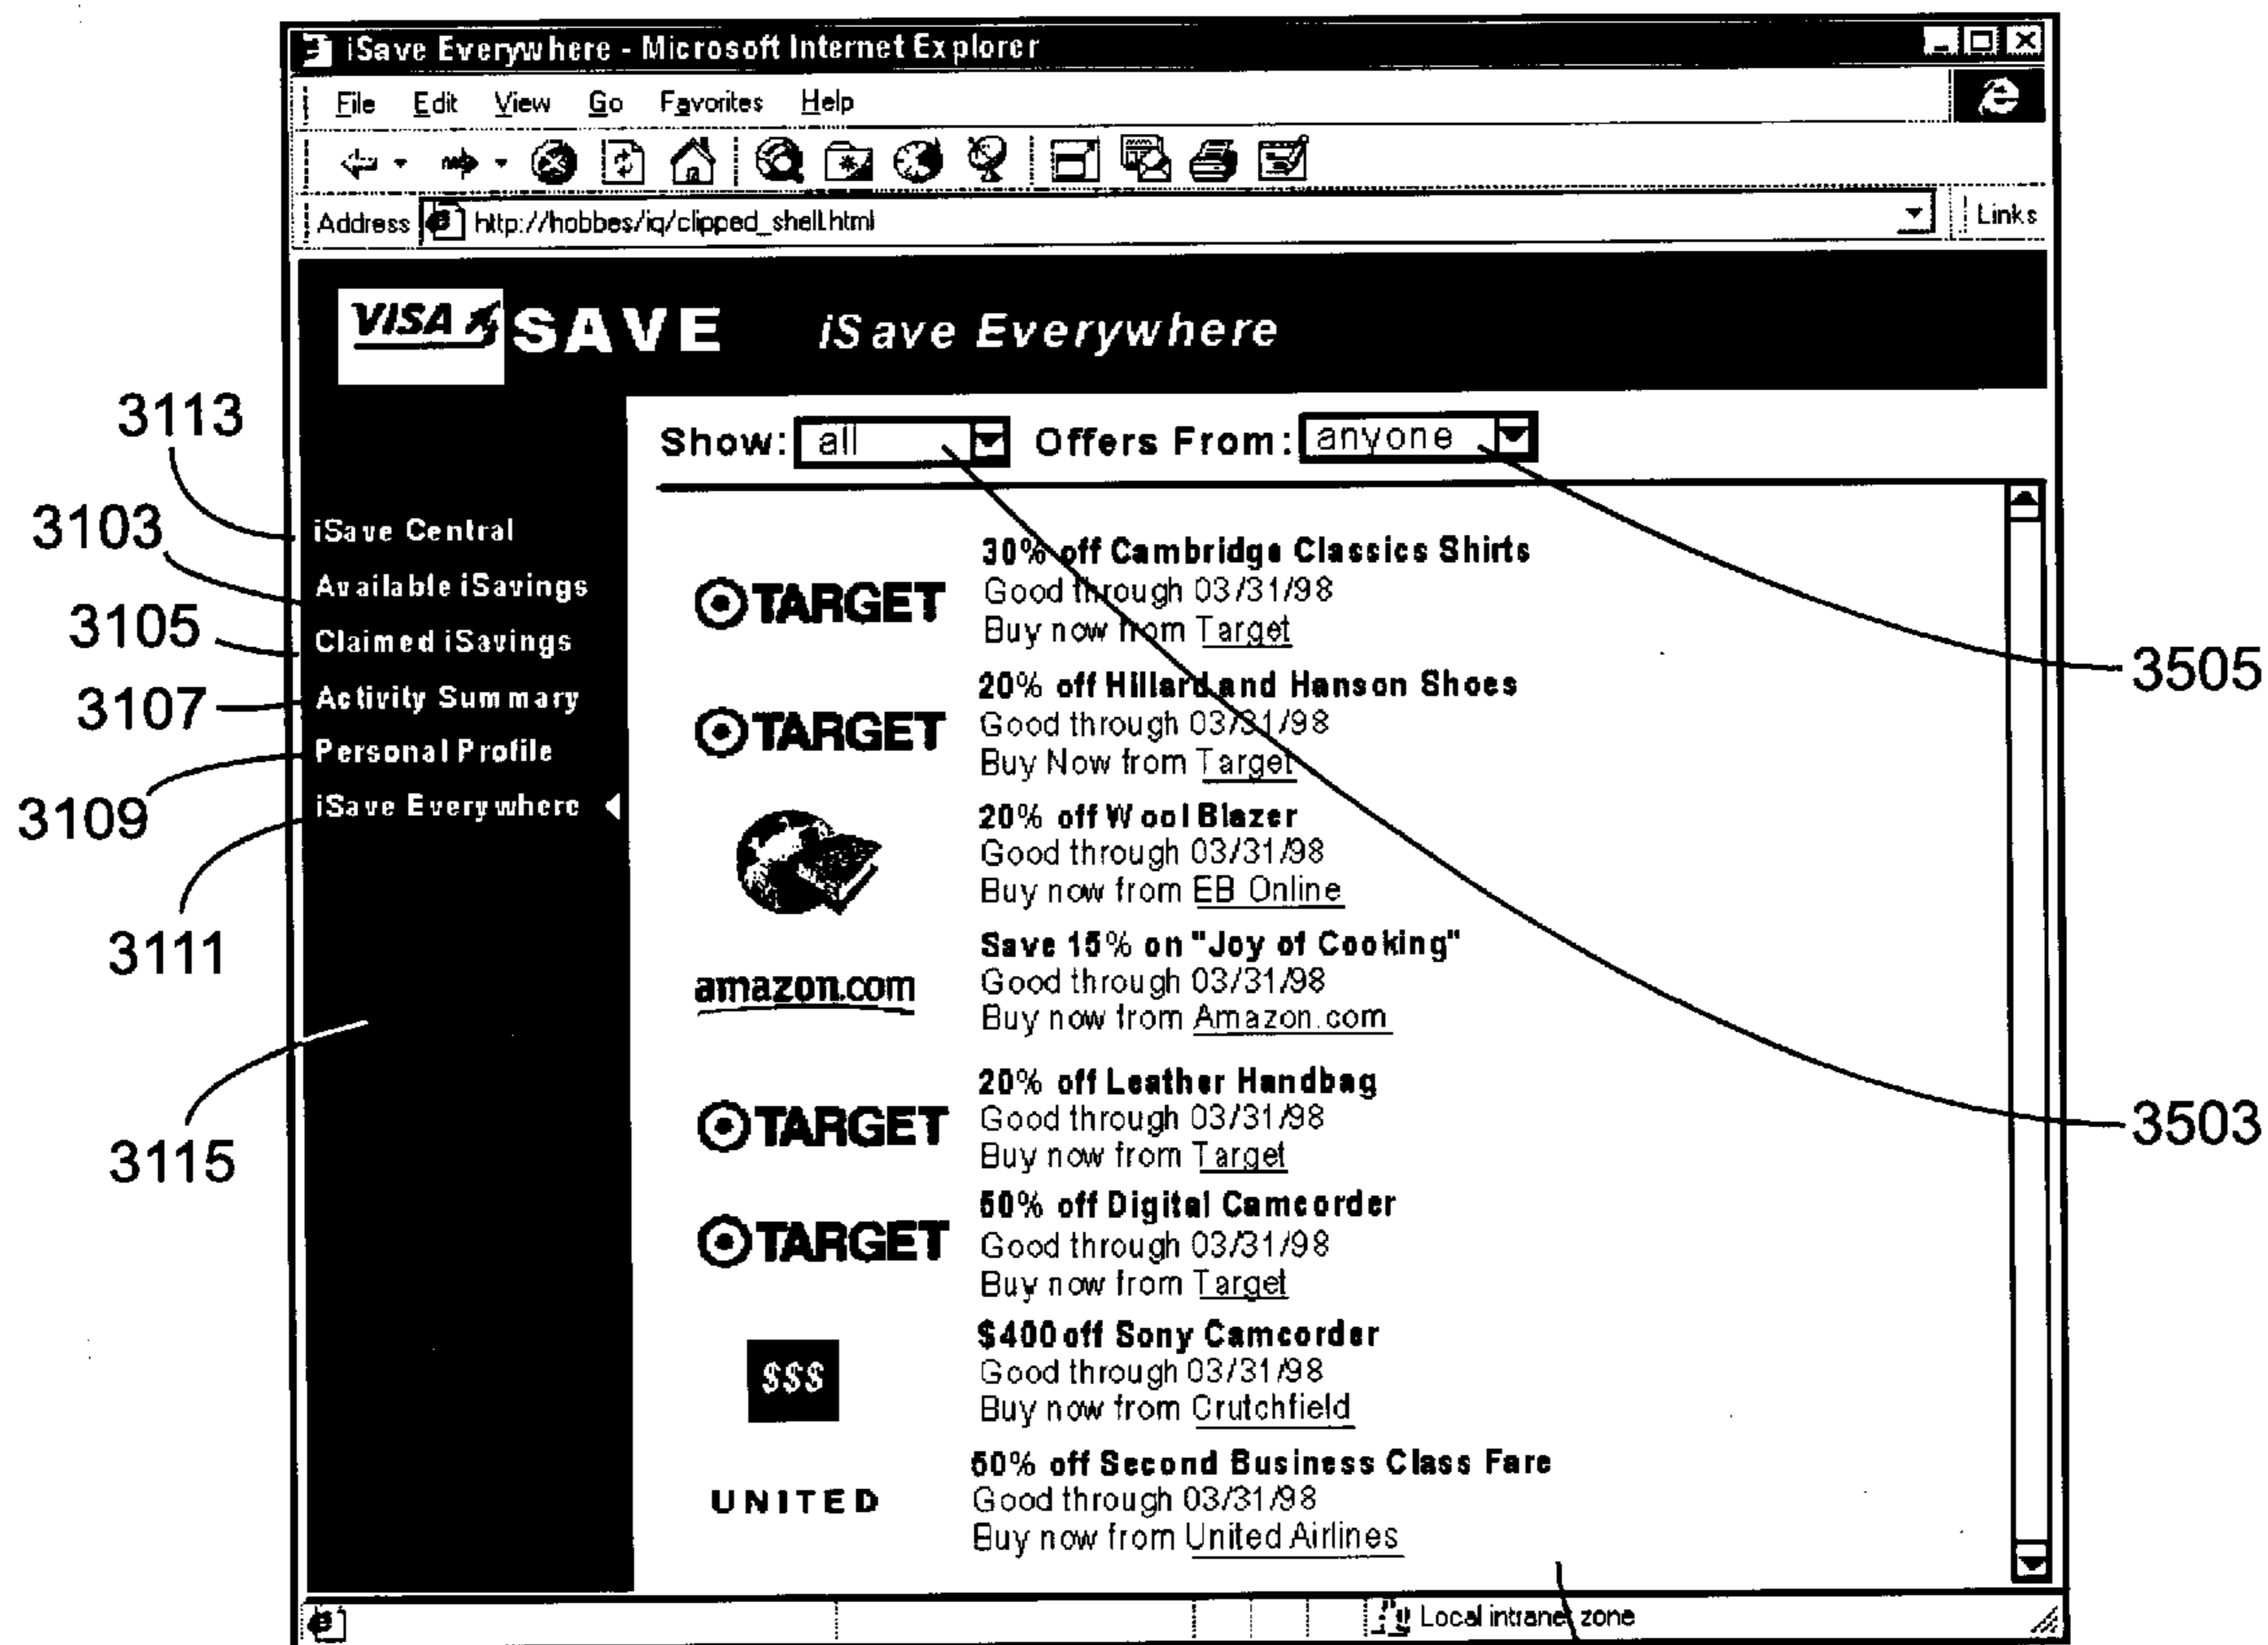 iSave Everywhere - Microsoft Internet Explorer
File Edit View Go Favorites Help
Address http://hobbes/iq/clipped_shell.html Links
VISA SAVE iSave Everywhere
Show: all Offers From: anyone
3113
3103
3105
3107
3109
3111
3115
iSave Central
Available iSavings
Claimed iSavings
Activity Summary
Personal Profile
iSave Everywhere
TARGET
30% off Cambridge Classics Shirts
Good through 03/31/98
Buy now from Target
TARGET
20% off Hillard and Hanson Shoes
Good through 03/31/98
Buy Now from Target
20% off Wool Blazer
Good through 03/31/98
Buy now from EB Online
amazon.com
Save 15% on "Joy of Cooking"
Good through 03/31/98
Buy now from Amazon.com
TARGET
20% off Leather Handbag
Good through 03/31/98
Buy now from Target
TARGET
50% off Digital Camcorder
Good through 03/31/98
Buy now from Target
$$$
$400 off Sony Camcorder
Good through 03/31/98
Buy now from Crutchfield
UNITED
50% off Second Business Class Fare
Good through 03/31/98
Buy now from United Airlines
3505
3503
Local intranet zone